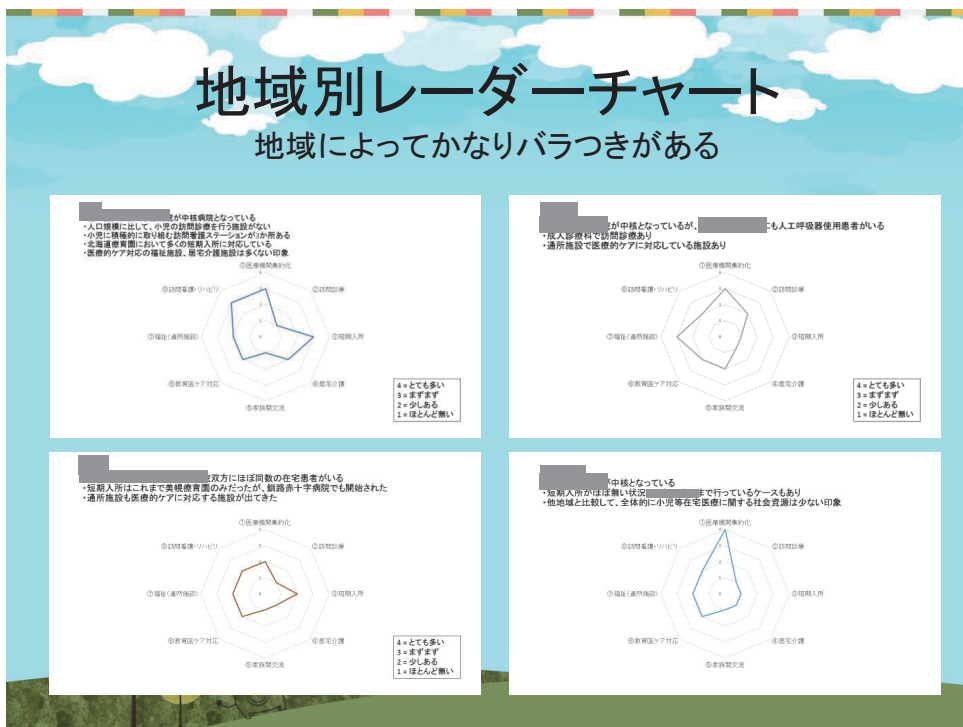 地域別レーダーチャート
地域によってかなりバラつきがある
院が中核病院となっている
・人口規模に比して、小児の訪問診療を行う施設がない
・小児に積極的に取り組む訪問看護ステーションが3か所ある
・北海道療育園において多くの短期入所に対応している
・医療的ケア対応の福祉施設、居宅介護施設は多くない印象
①医療機関集約化
⑧訪問看護・リハビリ
②訪問診療
⑦福祉(通所施設)
③短期入所
⑥教育医ケア対応
④居宅介護
⑤家族間交流
4
3
2
1
0
4 = とても多い
3 = まずまず
2 = 少しある
1 = ほとんど無い
が中核となっているが、
も人工呼吸器使用患者がいる
・成人診療科で訪問診療あり
・通所施設で医療的ケアに対応している施設あり
①医療機関集約化
⑧訪問看護・リハビリ
②訪問診療
⑦福祉(通所施設)
③短期入所
⑥教育医ケア対応
④居宅介護
⑤家族間交流
4
3
2
1
0
4 = とても多い
3 = まずまず
2 = 少しある
1 = ほとんど無い
双方にほぼ同数の在宅患者がいる
・短期入所はこれまで美幌療育園のみだったが、釧路赤十字病院でも開始された
・通所施設も医療的ケアに対応する施設が出てきた
①医療機関集約化
⑧訪問看護・リハビリ
②訪問診療
⑦福祉(通所施設)
③短期入所
⑥教育医ケア対応
④居宅介護
⑤家族間交流
4
3
2
1
0
4 = とても多い
3 = まずまず
2 = 少しある
1 = ほとんど無い
が中核となっている
・短期入所がほぼ無い状況
まで行っているケースもあり
・他地域と比較して、全体的に小児等在宅医療に関する社会資源は少ない印象
①医療機関集約化
⑧訪問看護・リハビリ
②訪問診療
⑦福祉(通所施設)
③短期入所
⑥教育医ケア対応
④居宅介護
⑤家族間交流
4
3
2
1
0